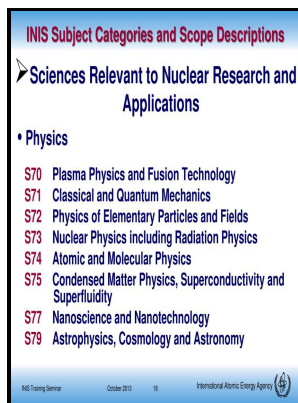 INIS Subject Categories and Scope Descriptions
➢Sciences Relevant to Nuclear Research and
Applications
• Physics
S70 Plasma Physics and Fusion Technology
S71 Classical and Quantum Mechanics
S72 Physics of Elementary Particles and Fields
S73 Nuclear Physics including Radiation Physics
S74 Atomic and Molecular Physics
S75 Condensed Matter Physics, Superconductivity and
Superfluidity
S77 Nanoscience and Nanotechnology
S79 Astrophysics, Cosmology and Astronomy
INIS Training Seminar October 2013 18 International Atomic Energy Agency